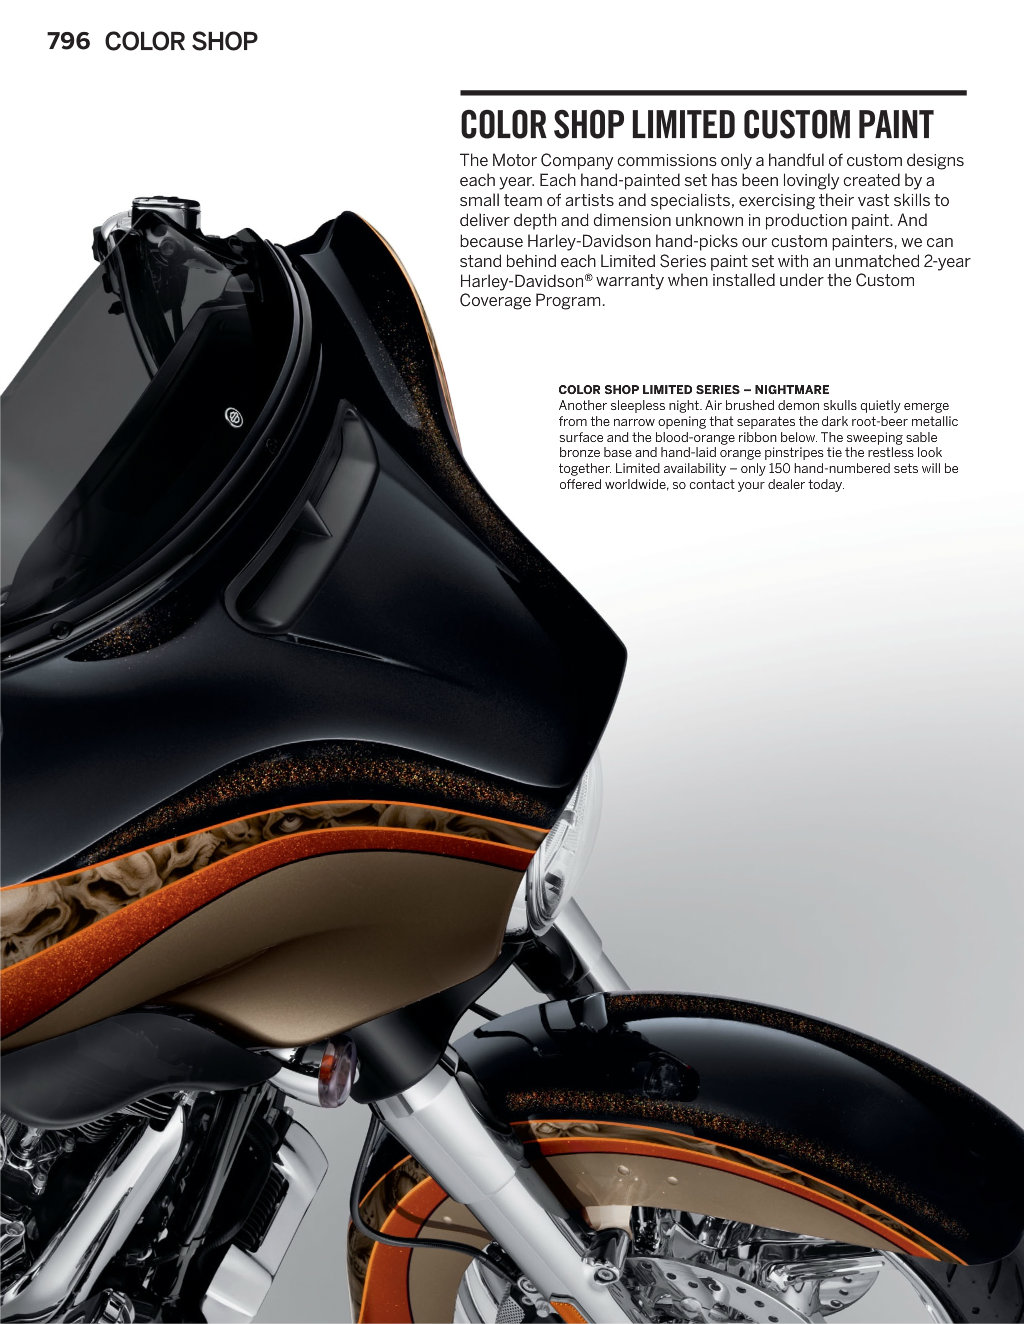 796 COLOR SHOP
COLOR SHOP LIMITED CUSTOM PAINT
The Motor Company commissions only a handful of custom designs
each year. Each hand-painted set has been lovingly created by a
small team of artists and specialists, exercising their vast skills to
deliver depth and dimension unknown in production paint. And
because Harley-Davidson hand-picks our custom painters, we can
stand behind each Limited Series paint set with an unmatched 2-year
Harley-Davidson® warranty when installed under the Custom
Coverage Program.
COLOR SHOP LIMITED SERIES – NIGHTMARE
Another sleepless night. Air brushed demon skulls quietly emerge
from the narrow opening that separates the dark root-beer metallic
surface and the blood-orange ribbon below. The sweeping sable
bronze base and hand-laid orange pinstripes tie the restless look
together. Limited availability – only 150 hand-numbered sets will be
offered worldwide, so contact your dealer today.